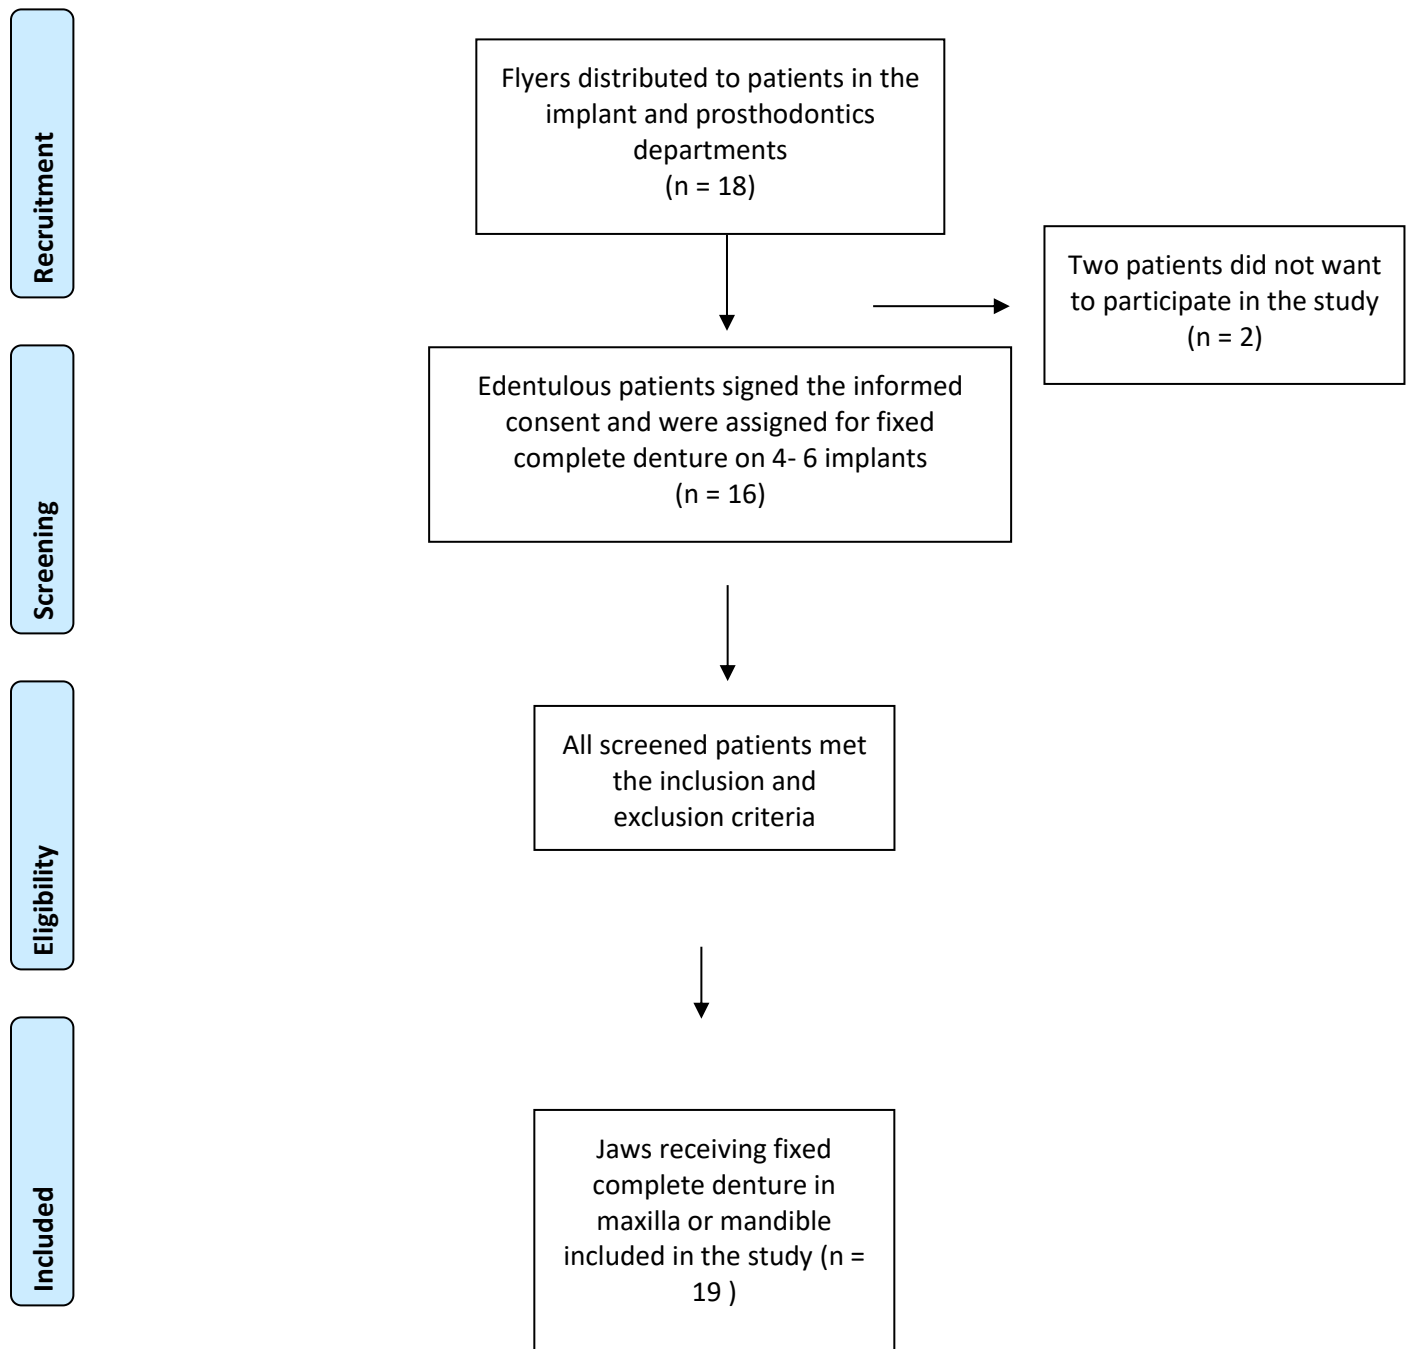 Recruitment
Flyers distributed to patients in the
implant and prosthodontics
departments
(n = 18)
Two patients did not want
to participate in the study
(n = 2)
Screening
Edentulous patients signed the informed
consent and were assigned for fixed
complete denture on 4- 6 implants
(n = 16)
Eligibility
All screened patients met
the inclusion and
exclusion criteria
Included
Jaws receiving fixed
complete denture in
maxilla or mandible
included in the study (n =
19 )